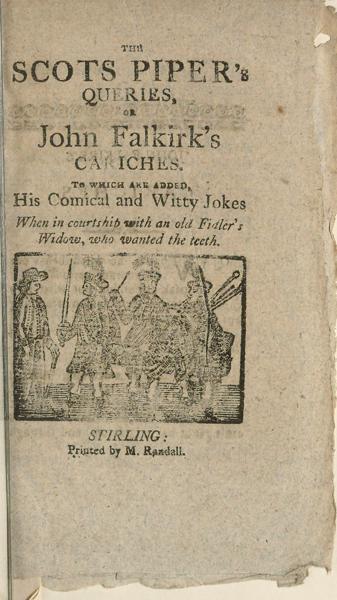 THE
SCOTS PIPER's
QUERIES,
OR
John Falkirk's
CARICHES.
TO WHICH ARE ADDED,
His Comical and Witty Jokes
When in courtship with an old Fidler's
Widow, who wanted the teeth.
STIRLING:
Printed by M. Randall.